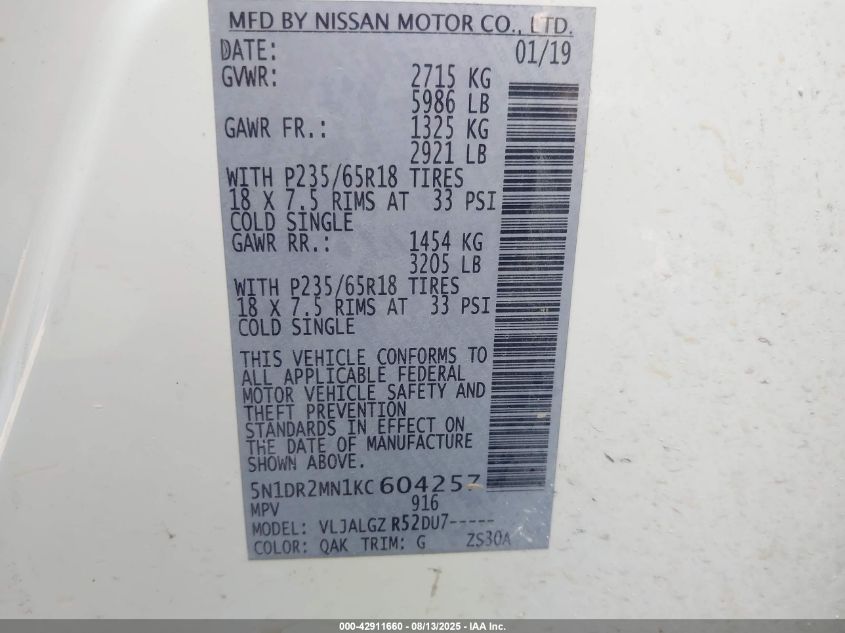 MFD BY NISSAN MOTOR CO., LTD.
DATE: 01/19
GVWR: 2715 KG
5986 LB
GAWR FR.: 1325 KG
2921 LB
WITH P235/65R18 TIRES
18 X 7.5 RIMS AT 33 PSI
COLD SINGLE
GAWR RR.: 1454 KG
3205 LB
WITH P235/65R18 TIRES
18 X 7.5 RIMS AT 33 PSI
COLD SINGLE
THIS VEHICLE CONFORMS TO
ALL APPLICABLE FEDERAL
MOTOR VEHICLE SAFETY AND
THEFT PREVENTION
STANDARDS IN EFFECT ON
THE DATE OF MANUFACTURE
SHOWN ABOVE.
5N1DR2MN1KC604257
MPV 916
MODEL: VLJALGZ R52DU7-----
COLOR: QAK TRIM: G ZS30A
000-42911660 - 08/13/2025 - IAA Inc.